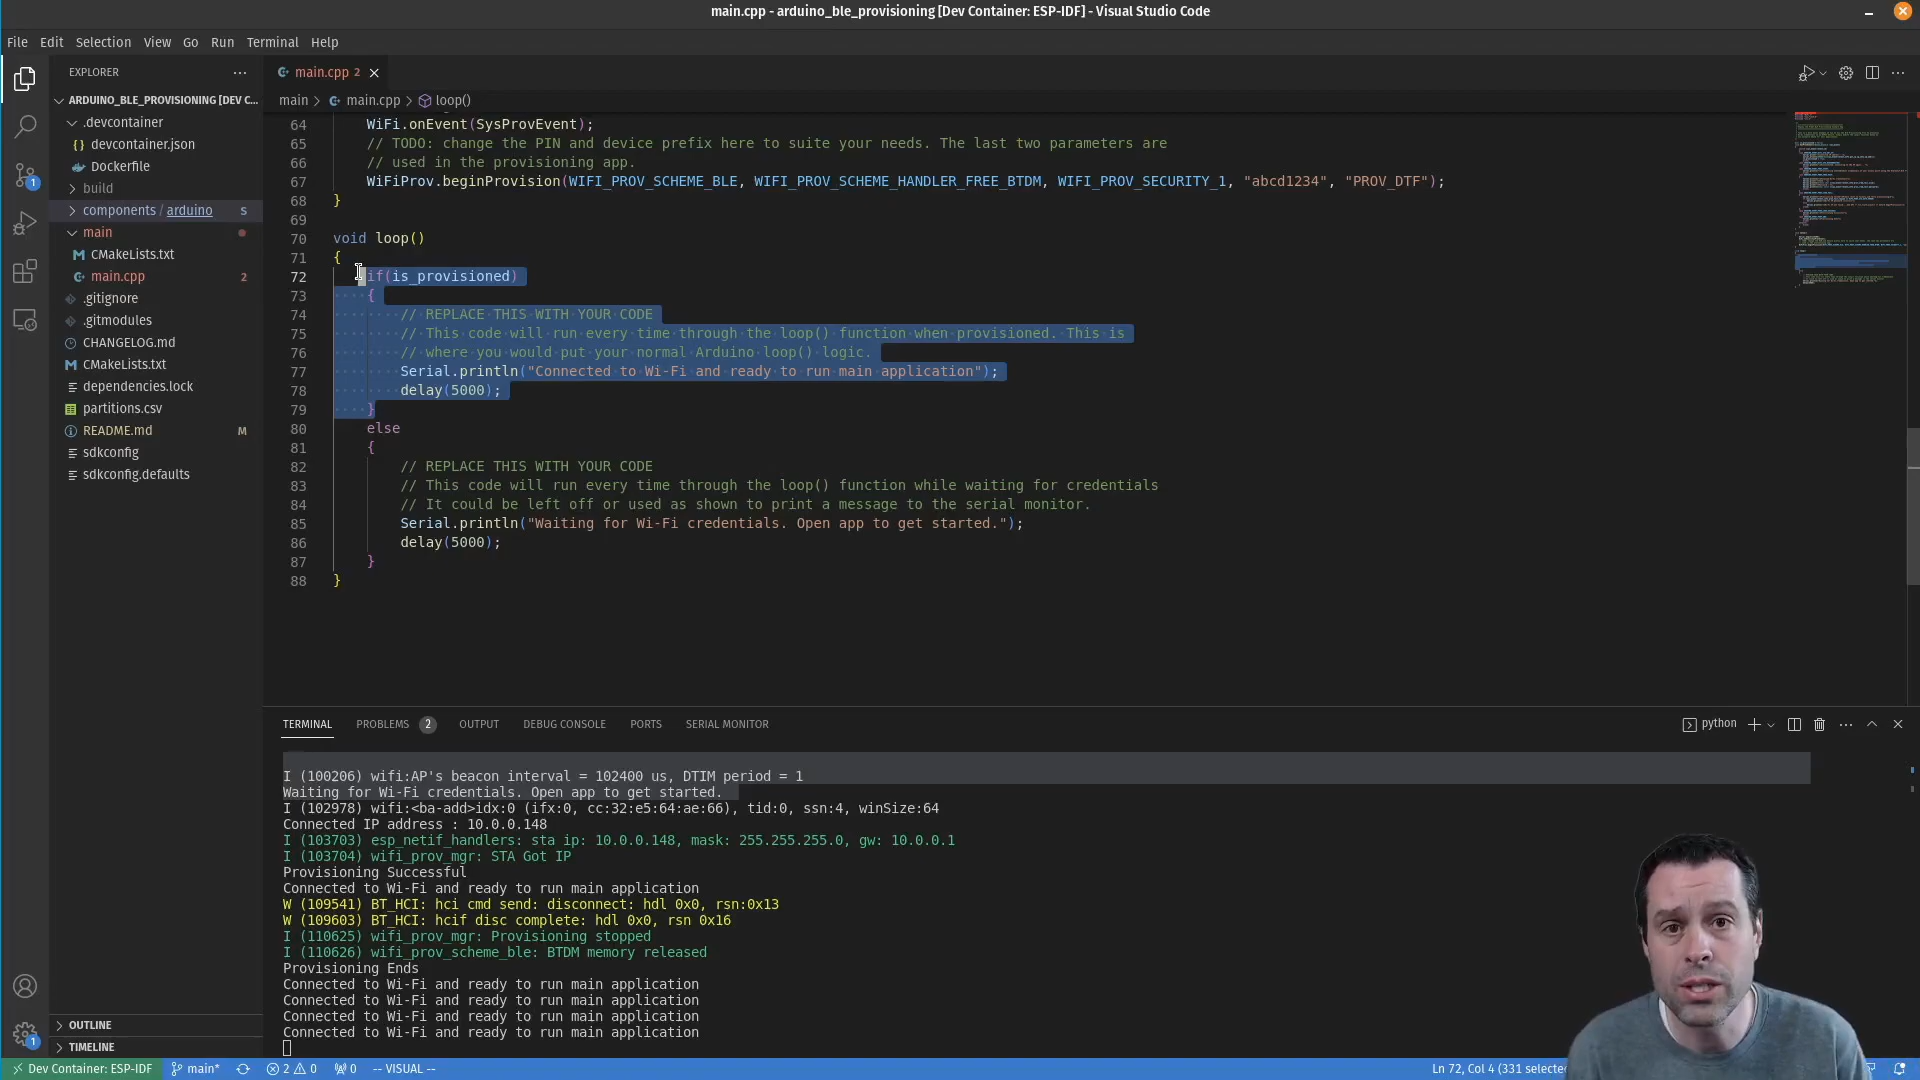 main.cpp - arduino_ble_provisioning [Dev Container: ESP-IDF] - Visual Studio Code
File Edit Selection View Go Run Terminal Help
EXPLORER
ARDUINO_BLE_PROVISIONING [DEV C...
.devcontainer
devcontainer.json
Dockerfile
build
components / arduino S
main
CMakeLists.txt
main.cpp 2
.gitignore
.gitmodules
CHANGELOG.md
CMakeLists.txt
dependencies.lock
partitions.csv
README.md M
sdkconfig
sdkconfig.defaults
OUTLINE
TIMELINE
1
1
main.cpp 2
main > main.cpp > loop()
64 WiFi.onEvent(SysProvEvent);
65 // TODO: change the PIN and device prefix here to suite your needs. The last two parameters are
66 // used in the provisioning app.
67 WiFiProv.beginProvision(WIFI_PROV_SCHEME_BLE, WIFI_PROV_SCHEME_HANDLER_FREE_BTDM, WIFI_PROV_SECURITY_1, "abcd1234", "PROV_DTF");
68 }
69
70 void loop()
71 {
72 if(is_provisioned)
73 {
74 // REPLACE THIS WITH YOUR CODE
75 // This code will run every time through the loop() function when provisioned. This is
76 // where you would put your normal Arduino loop() logic.
77 Serial.println("Connected to Wi-Fi and ready to run main application");
78 delay(5000);
79 }
80 else
81 {
82 // REPLACE THIS WITH YOUR CODE
83 // This code will run every time through the loop() function while waiting for credentials
84 // It could be left off or used as shown to print a message to the serial monitor.
85 Serial.println("Waiting for Wi-Fi credentials. Open app to get started.");
86 delay(5000);
87 }
88 }
TERMINAL PROBLEMS 2 OUTPUT DEBUG CONSOLE PORTS SERIAL MONITOR
python
I (100206) wifi:AP's beacon interval = 102400 us, DTIM period = 1
Waiting for Wi-Fi credentials. Open app to get started.
I (102978) wifi:<ba-add>idx:0 (ifx:0, cc:32:e5:64:ae:66), tid:0, ssn:4, winSize:64
Connected IP address : 10.0.0.148
I (103703) esp_netif_handlers: sta ip: 10.0.0.148, mask: 255.255.255.0, gw: 10.0.0.1
I (103704) wifi_prov_mgr: STA Got IP
Provisioning Successful
Connected to Wi-Fi and ready to run main application
W (109541) BT_HCI: hci cmd send: disconnect: hdl 0x0, rsn:0x13
W (109603) BT_HCI: hcif disc complete: hdl 0x0, rsn 0x16
I (110625) wifi_prov_mgr: Provisioning stopped
I (110626) wifi_prov_scheme_ble: BTDM memory released
Provisioning Ends
Connected to Wi-Fi and ready to run main application
Connected to Wi-Fi and ready to run main application
Connected to Wi-Fi and ready to run main application
Connected to Wi-Fi and ready to run main application
Dev Container: ESP-IDF main* 2 0 0 -- VISUAL -- Ln 72, Col 4 (331 selected